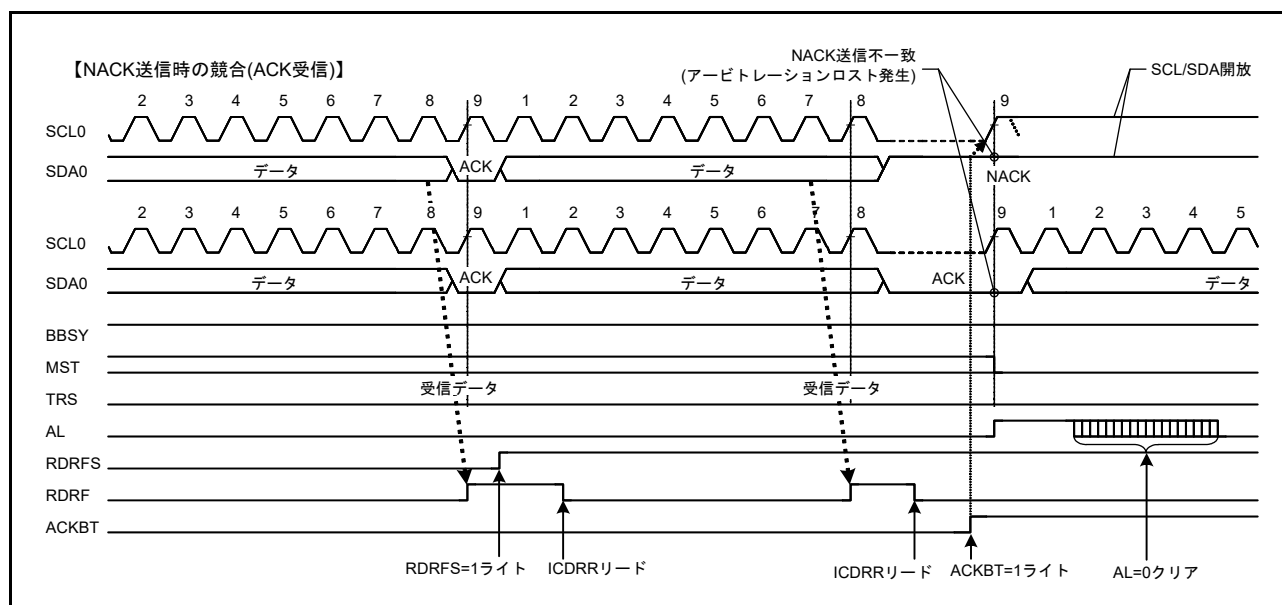 【NACK送信時の競合(ACK受信)】
NACK送信不一致
(アービトレーションロスト発生)
SCL/SDA開放
2 3 4 5 6 7 8 9 1 2 3 4 5 6 7 8 9
SCL0
SDA0
データ ACK データ NACK
2 3 4 5 6 7 8 9 1 2 3 4 5 6 7 8 9 1 2 3 4 5
SCL0
SDA0
データ ACK データ ACK データ
BBSY
MST
受信データ 受信データ
TRS
AL
RDRFS
RDRF
ACKBT
RDRFS=1ライト ICDRRリード ICDRRリード ACKBT=1ライト AL=0クリア